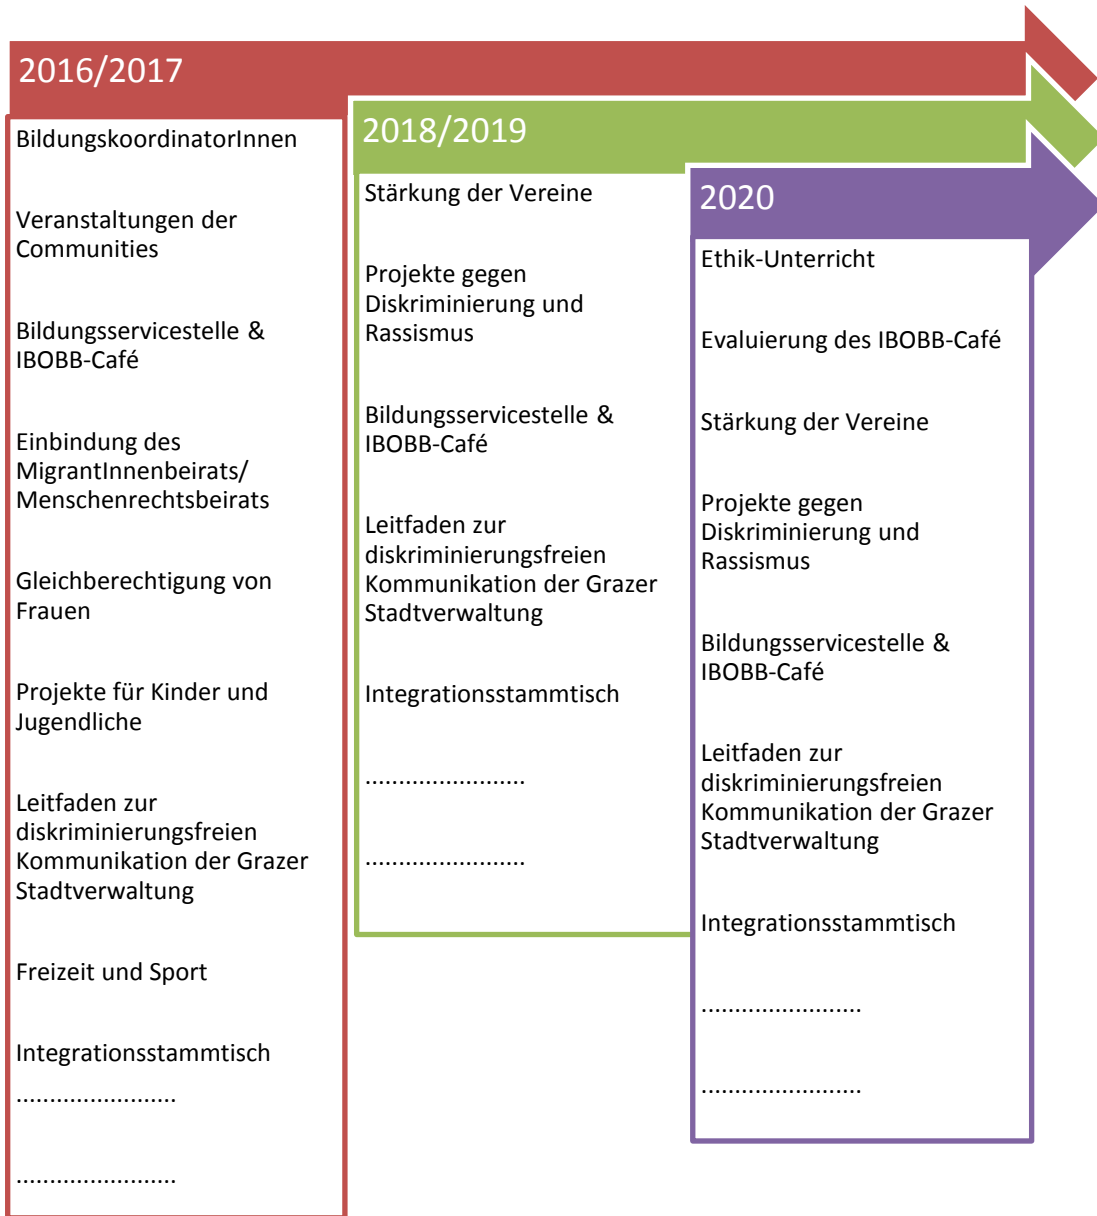 2016/2017
BildungskoordinatorInnen
Veranstaltungen der
Communities
Bildungsservicestelle &
IBOBB-Café
Einbindung des
MigrantInnenbeirats/
Menschenrechtsbeirats
Gleichberechtigung von
Frauen
Projekte für Kinder und
Jugendliche
Leitfaden zur
diskriminierungsfreien
Kommunikation der Grazer
Stadtverwaltung
Freizeit und Sport
Integrationsstammtisch
........................
........................
2018/2019
Stärkung der Vereine
Projekte gegen
Diskriminierung und
Rassismus
Bildungsservicestelle &
IBOBB-Café
Leitfaden zur
diskriminierungsfreien
Kommunikation der Grazer
Stadtverwaltung
Integrationsstammtisch
........................
........................
2020
Ethik-Unterricht
Evaluierung des IBOBB-Café
Stärkung der Vereine
Projekte gegen
Diskriminierung und
Rassismus
Bildungsservicestelle &
IBOBB-Café
Leitfaden zur
diskriminierungsfreien
Kommunikation der Grazer
Stadtverwaltung
Integrationsstammtisch
........................
........................